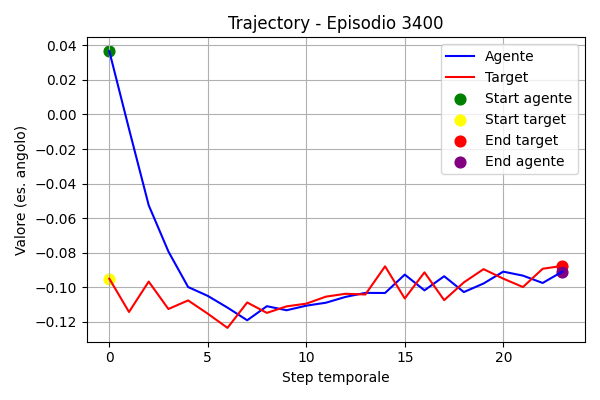 Trajectory - Episodio 3400
Valore (es. angolo)
0.04
0.02
0.00
−0.02
−0.04
−0.06
−0.08
−0.10
−0.12
Agente
Target
Start agente
Start target
End target
End agente
0 5 10 15 20
Step temporale